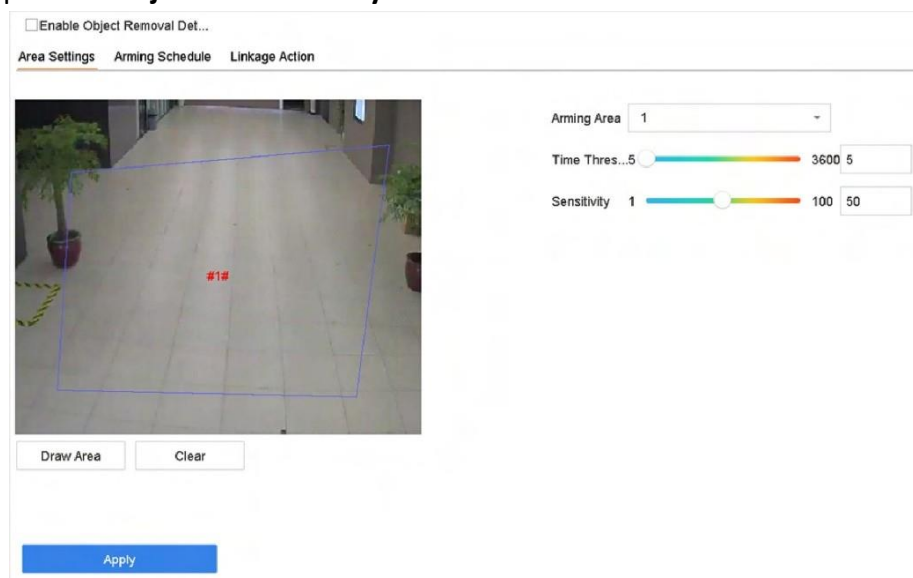 Enable Object Removal Det...
Area Settings Arming Schedule Linkage Action
Arming Area 1
Time Thres...5 3600 5
Sensitivity 1 100 50
#1#
Draw Area Clear
Apply